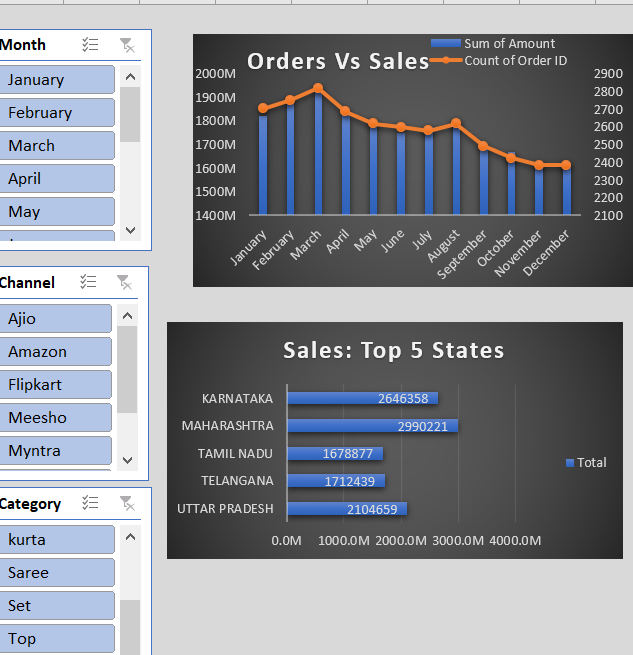 Month
January
February
March
April
May
Channel
Ajio
Amazon
Flipkart
Meesho
Myntra
Category
kurta
Saree
Set
Top
Orders Vs Sales
Sum of Amount
Count of Order ID
2000M
1900M
1800M
1700M
1600M
1500M
1400M
2900
2800
2700
2600
2500
2400
2300
2200
2100
January
February
March
April
May
June
July
August
September
October
November
December
Sales: Top 5 States
KARNATAKA 2646358
MAHARASHTRA 2990221
TAMIL NADU 1678877
TELANGANA 1712439
UTTAR PRADESH 2104659
Total
0.0M 1000.0M 2000.0M 3000.0M 4000.0M